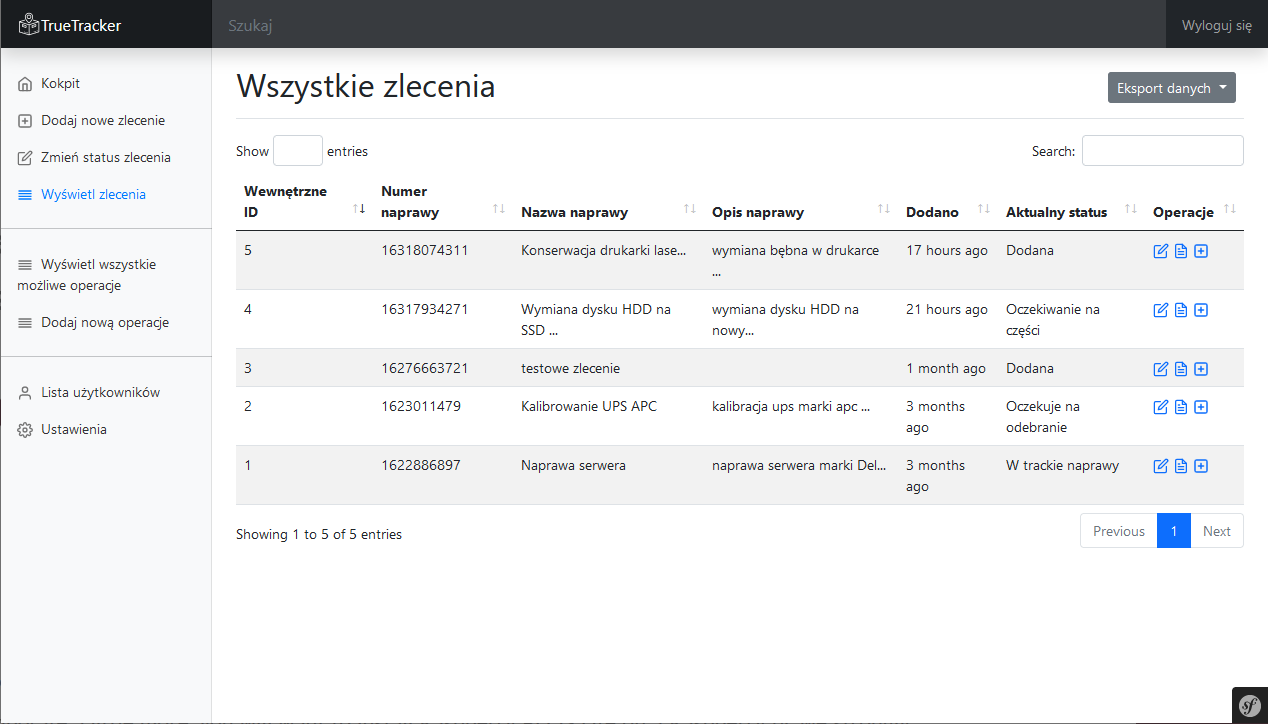 TrueTracker
Szukaj
Wyloguj się
Kokpit
Dodaj nowe zlecenie
Zmień status zlecenia
Wyświetl zlecenia
Wyświetl wszystkie
możliwe operacje
Dodaj nową operacje
Lista użytkowników
Ustawienia
Wszystkie zlecenia
Eksport danych
Show entries
Search:
Wewnętrzne ID Numer naprawy Nazwa naprawy Opis naprawy Dodano Aktualny status Operacje
5 16318074311 Konserwacja drukarki lase... wymiana bębna w drukarce ... 17 hours ago Dodana
4 16317934271 Wymiana dysku HDD na SSD ... wymiana dysku HDD na nowy... 21 hours ago Oczekiwanie na części
3 16276663721 testowe zlecenie 1 month ago Dodana
2 1623011479 Kalibrowanie UPS APC kalibracja ups marki apc ... 3 months ago Oczekuje na odebranie
1 1622886897 Naprawa serwera naprawa serwera marki Del... 3 months ago W trackie naprawy
Showing 1 to 5 of 5 entries
Previous 1 Next
sf